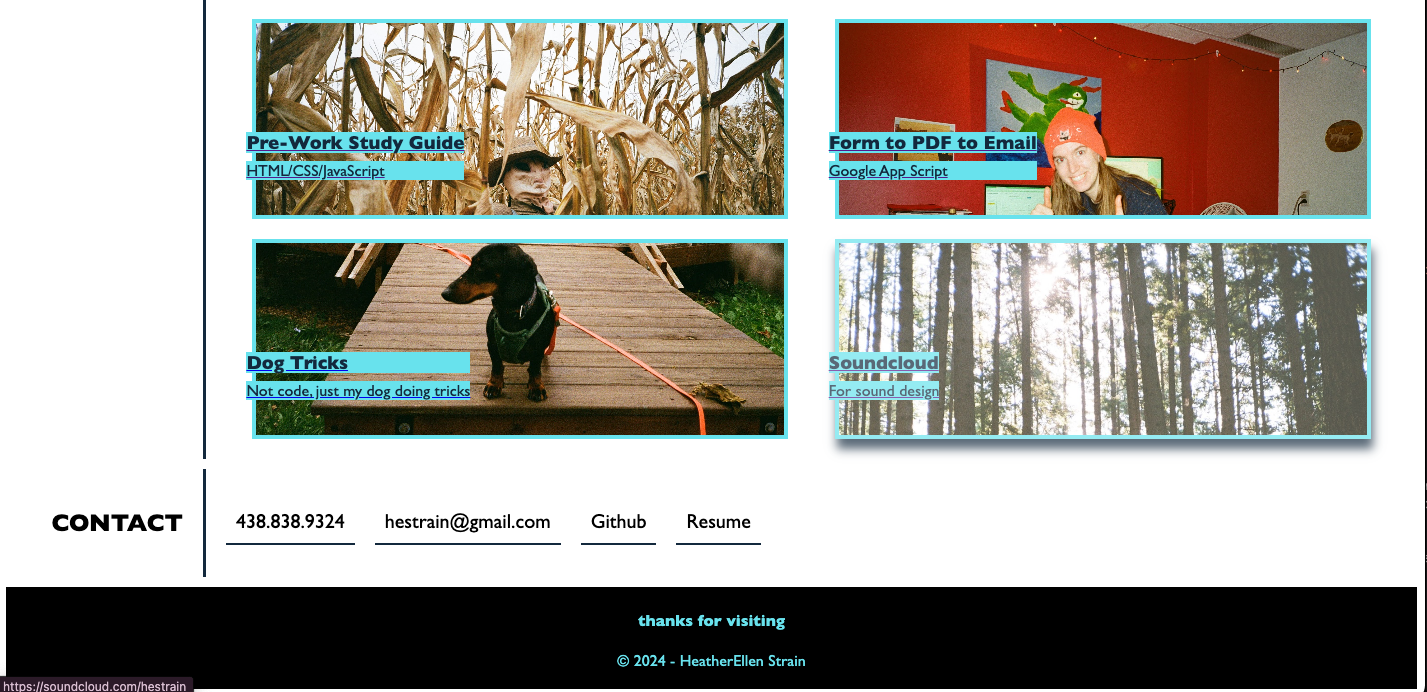 Pre-Work Study Guide
HTML/CSS/JavaScript
Form to PDF to Email
Google App Script
Dog Tricks
Not code, just my dog doing tricks
Soundcloud
For sound design
CONTACT
438.838.9324
hestrain@gmail.com
Github
Resume
thanks for visiting
© 2024 - HeatherEllen Strain
https://soundcloud.com/hestrain